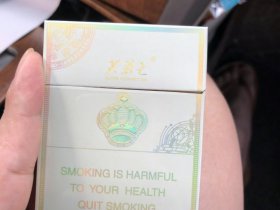 SMOKING IS HARMFUL
TO YOUR HEALTH
QUIT SMOKING